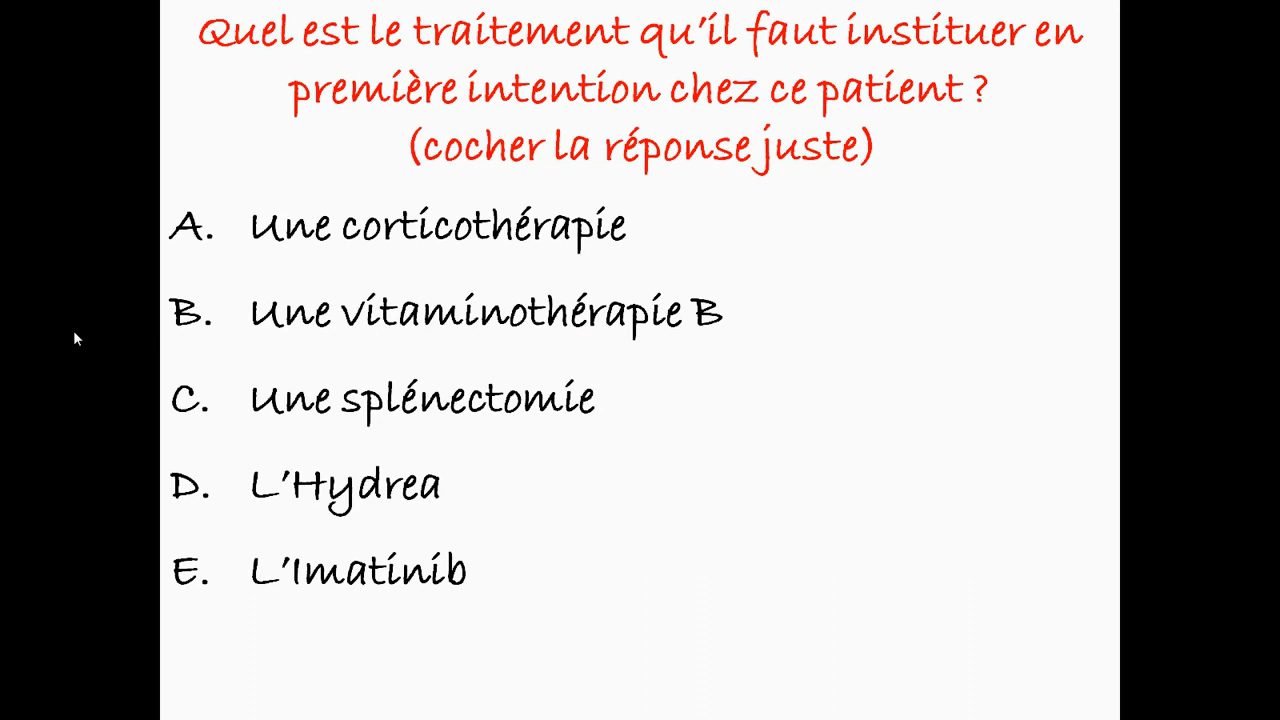 Quel est le traitement qu'il faut instituer en
première intention chez ce patient ?
(cocher la réponse juste)
A. Une corticothérapie
B. Une vitaminothérapie B
C. Une splénectomie
D. L'Hydrea
E. L'Imatinib